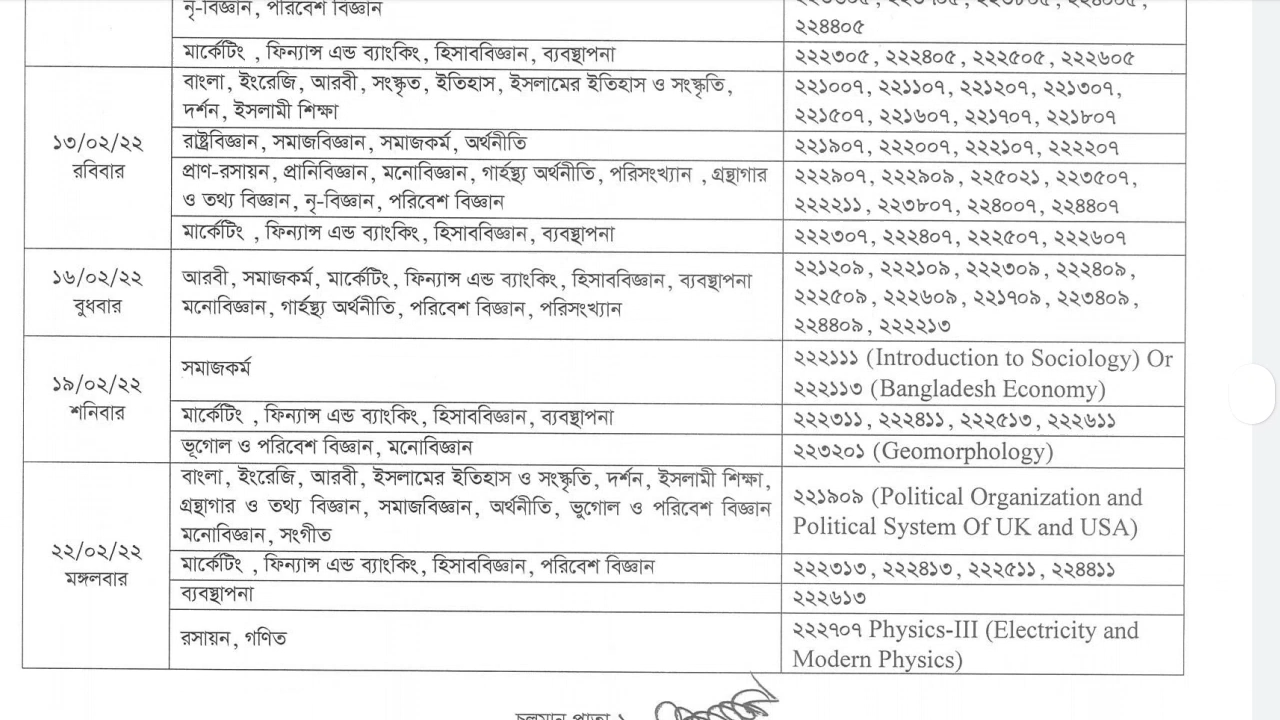 নৃ-বিজ্ঞান, পরিবেশ বিজ্ঞান
২২৪৪০৫
মার্কেটিং , ফিন্যান্স এন্ড ব্যাংকিং, হিসাববিজ্ঞান, ব্যবস্থাপনা
২২২৩০৫, ২২২৪০৫, ২২২৫০৫, ২২২৬০৫
১৩/০২/২২
রবিবার
বাংলা, ইংরেজি, আরবী, সংস্কৃত, ইতিহাস, ইসলামের ইতিহাস ও সংস্কৃতি,
দর্শন, ইসলামী শিক্ষা
২২১০০৭, ২২১১০৭, ২২১২০৭, ২২১৩০৭,
২২১৫০৭, ২২১৬০৭, ২২১৭০৭, ২২১৮০৭
রাষ্ট্রবিজ্ঞান, সমাজবিজ্ঞান, সমাজকর্ম, অর্থনীতি
২২১৯০৭, ২২২০০৭, ২২২১০৭, ২২২২০৭
প্রাণ-রসায়ন, প্রানিবিজ্ঞান, মনোবিজ্ঞান, গার্হস্থ্য অর্থনীতি, পরিসংখ্যান , গ্রন্থাগার
ও তথ্য বিজ্ঞান, নৃ-বিজ্ঞান, পরিবেশ বিজ্ঞান
২২২৯০৭, ২২২৯০৯, ২২৫০২১, ২২৩৫০৭,
২২২২১১, ২২৩৮০৭, ২২৪০০৭, ২২৪৪০৭
মার্কেটিং , ফিন্যান্স এন্ড ব্যাংকিং, হিসাববিজ্ঞান, ব্যবস্থাপনা
২২২৩০৭, ২২২৪০৭, ২২২৫০৭, ২২২৬০৭
১৬/০২/২২
বুধবার
আরবী, সমাজকর্ম, মার্কেটিং, ফিন্যান্স এন্ড ব্যাংকিং, হিসাববিজ্ঞান, ব্যবস্থাপনা
মনোবিজ্ঞান, গার্হস্থ্য অর্থনীতি, পরিবেশ বিজ্ঞান, পরিসংখ্যান
২২১২০৯, ২২২১০৯, ২২২৩০৯, ২২২৪০৯,
২২২৫০৯, ২২২৬০৯, ২২১৭০৯, ২২৩৪০৯,
২২৪৪০৯, ২২২২১৩
১৯/০২/২২
শনিবার
সমাজকর্ম
২২২১১১ (Introduction to Sociology) Or
২২২১১৩ (Bangladesh Economy)
মার্কেটিং , ফিন্যান্স এন্ড ব্যাংকিং, হিসাববিজ্ঞান, ব্যবস্থাপনা
২২২৩১১, ২২২৪১১, ২২২৫১৩, ২২২৬১১
ভূগোল ও পরিবেশ বিজ্ঞান, মনোবিজ্ঞান
২২৩২০১ (Geomorphology)
২২/০২/২২
মঙ্গলবার
বাংলা, ইংরেজি, আরবী, ইসলামের ইতিহাস ও সংস্কৃতি, দর্শন, ইসলামী শিক্ষা,
গ্রন্থাগার ও তথ্য বিজ্ঞান, সমাজবিজ্ঞান, অর্থনীতি, ভূগোল ও পরিবেশ বিজ্ঞান
মনোবিজ্ঞান, সংগীত
২২১৯০৯ (Political Organization and
Political System Of UK and USA)
মার্কেটিং , ফিন্যান্স এন্ড ব্যাংকিং, হিসাববিজ্ঞান, পরিবেশ বিজ্ঞান
২২২৩১৩, ২২২৪১৩, ২২২৫১১, ২২৪৪১১
ব্যবস্থাপনা
২২২৬১৩
রসায়ন, গণিত
২২২৭০৭ Physics-III (Electricity and
Modern Physics)